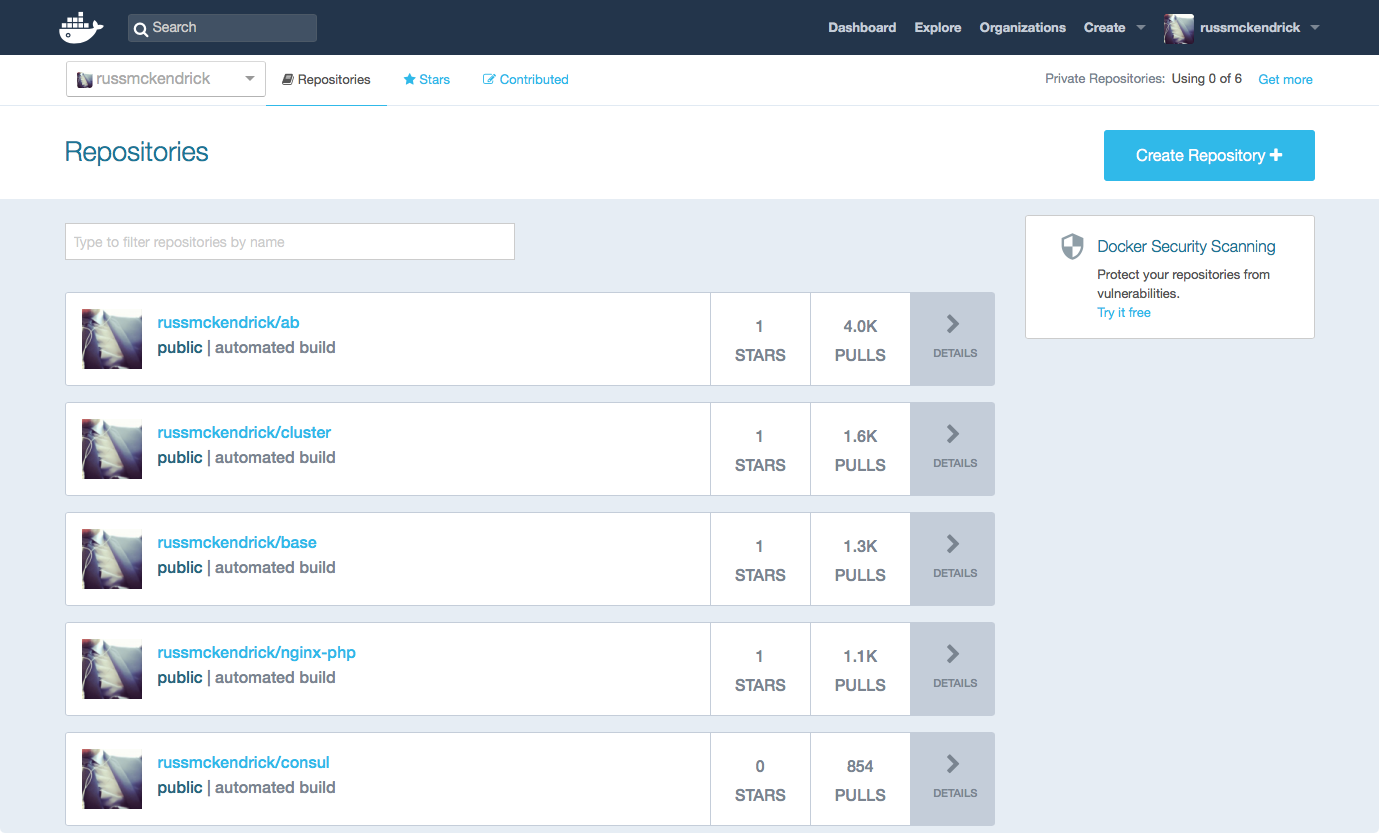 Search
Dashboard Explore Organizations Create russmckendrick
russmckendrick Repositories Stars Contributed Private Repositories: Using 0 of 6 Get more
Repositories
Create Repository
Type to filter repositories by name
Docker Security Scanning
Protect your repositories from
vulnerabilities.
Try it free
russmckendrick/ab
public | automated build
1
STARS
4.0K
PULLS
DETAILS
russmckendrick/cluster
public | automated build
1
STARS
1.6K
PULLS
DETAILS
russmckendrick/base
public | automated build
1
STARS
1.3K
PULLS
DETAILS
russmckendrick/nginx-php
public | automated build
1
STARS
1.1K
PULLS
DETAILS
russmckendrick/consul
public | automated build
0
STARS
854
PULLS
DETAILS